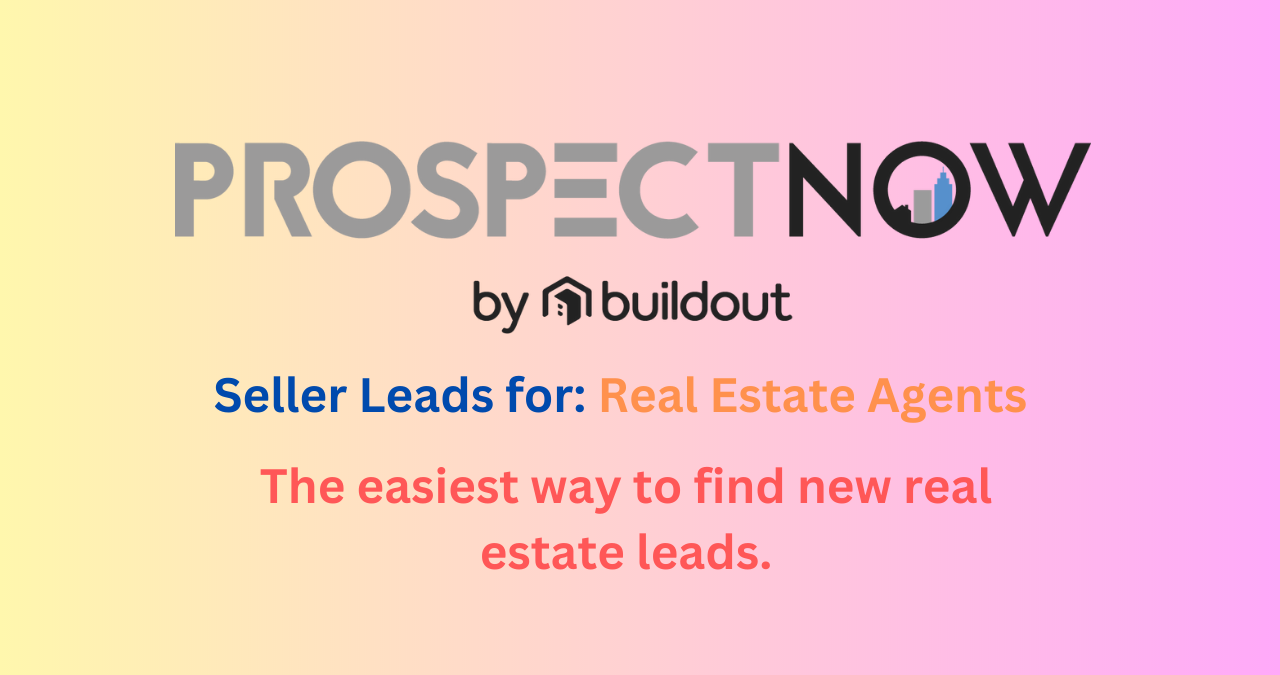 PROSPECTNOW
by buildout
Seller Leads for: Real Estate Agents
The easiest way to find new real
estate leads.